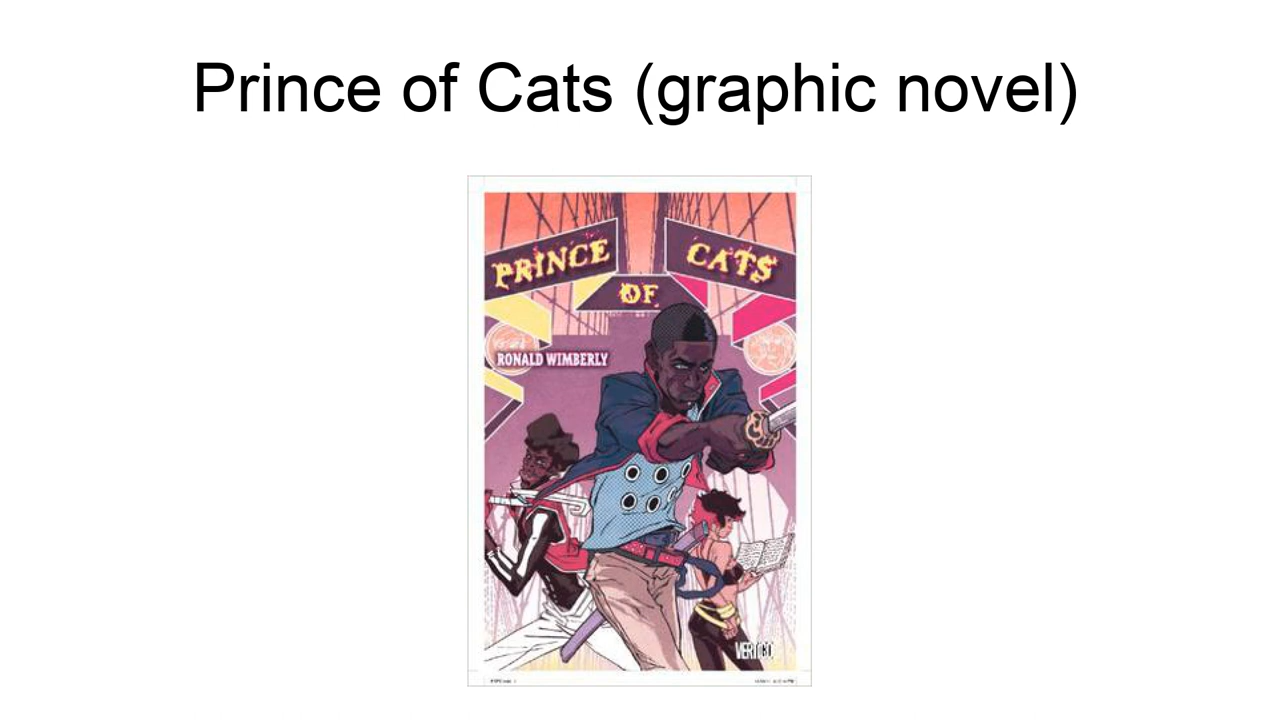 Prince of Cats (graphic novel)
PRINCE
CATS
OF
RONALD WIMBERLY
VERTIGO